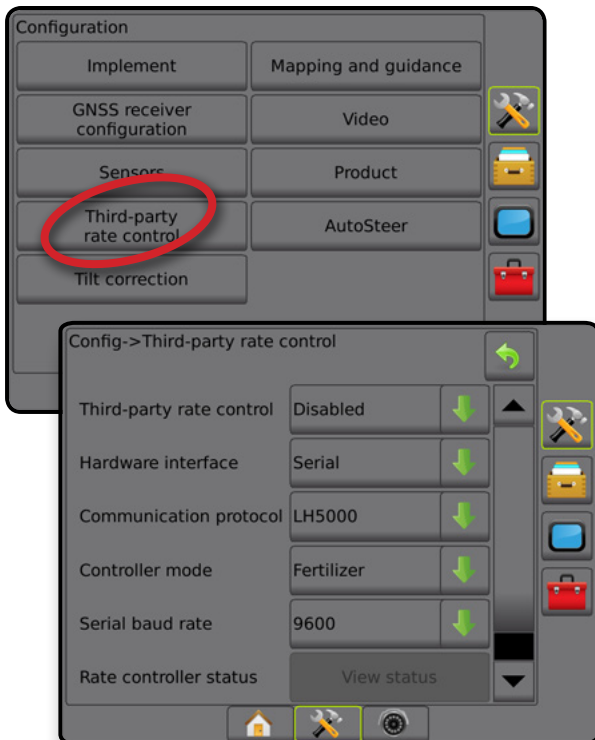 Configuration
Implement
Mapping and guidance
GNSS receiver
configuration
Video
Sensors
Product
Third-party
rate control
AutoSteer
Tilt correction
Config->Third-party rate control
Third-party rate control Disabled
Hardware interface Serial
Communication protocol LH5000
Controller mode Fertilizer
Serial baud rate 9600
Rate controller status View status